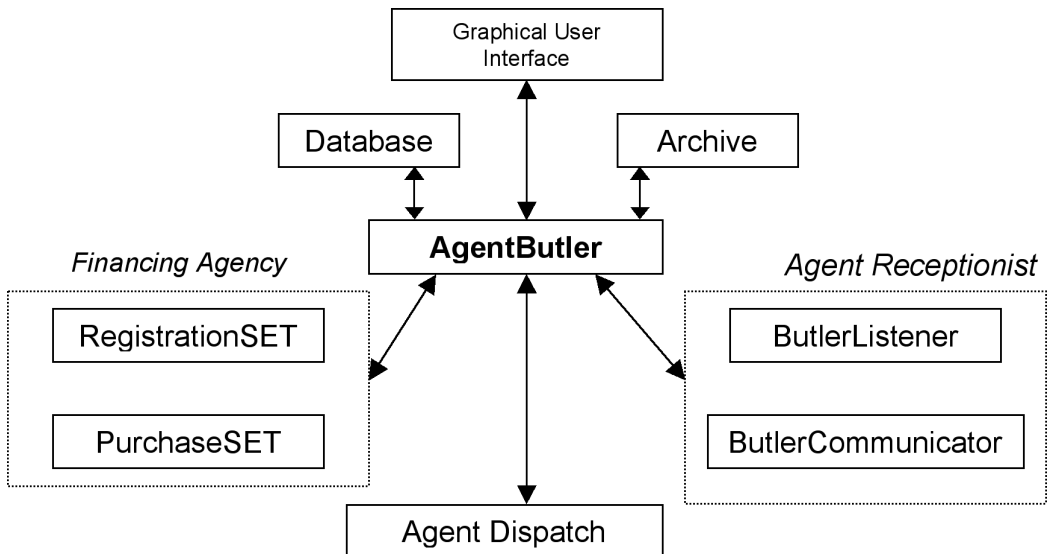 Graphical User
Interface
Database
Archive
AgentButler
Financing Agency
Agent Receptionist
RegistrationSET
ButlerListener
PurchaseSET
ButlerCommunicator
Agent Dispatch